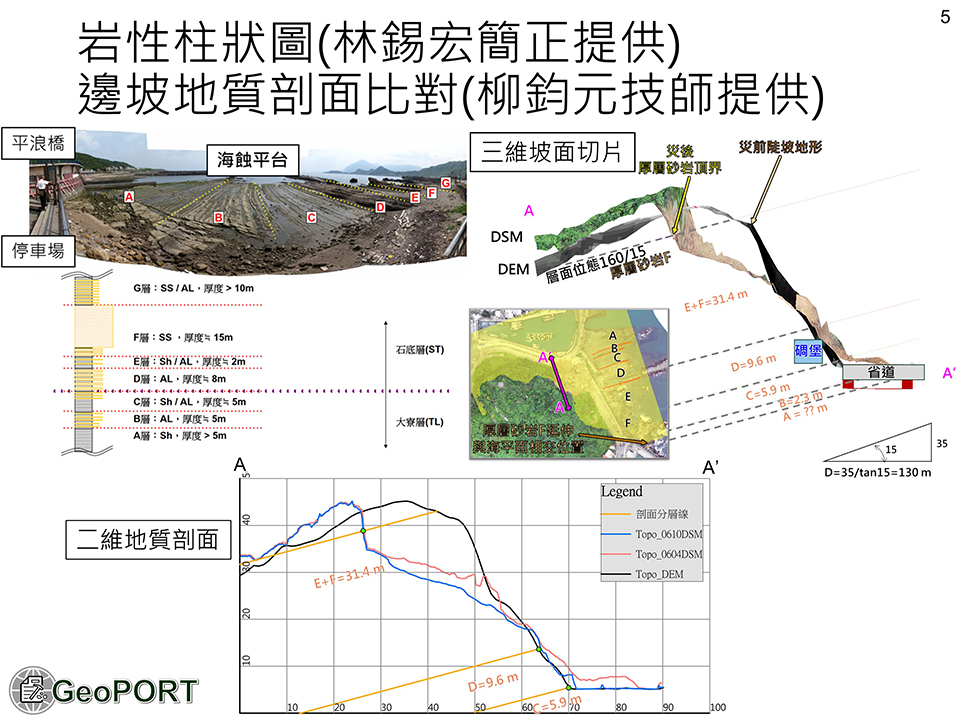 5
岩性柱狀圖(林錫宏簡正提供)
邊坡地質剖面比對(柳鈞元技師提供)
平浪橋
海蝕平台
A
B
C
D
E
F
G
停車場
G層：SS / AL，厚度 > 10m
F層：SS ，厚度≒ 15m
E層：Sh / AL，厚度≒ 2m
D層：AL，厚度≒ 8m
C層：Sh / AL，厚度≒ 5m
B層：AL，厚度≒ 5m
A層：Sh，厚度 > 5m
石底層(ST)
大寮層(TL)
三維坡面切片
災後
厚層砂岩頂界
災前陡坡地形
A
DSM
DEM
層面位態160/15
厚層砂岩F
E+F=31.4 m
D=9.6 m
C=5.9 m
B=2.3 m
A = ?? m
碉堡
省道
A’
A
B
C
D
E
F
A’
A
厚層砂岩F延伸
與海平面相交位置
15
35
D=35/tan15=130 m
二維地質剖面
A
A’
5
40
30
20
10
E+F=31.4 m
D=9.6 m
C=5.9 m
Legend
剖面分層線
Topo_0610DSM
Topo_0604DSM
Topo_DEM
10 20 30 40 50 60 70 80 90 100
GeoPORT